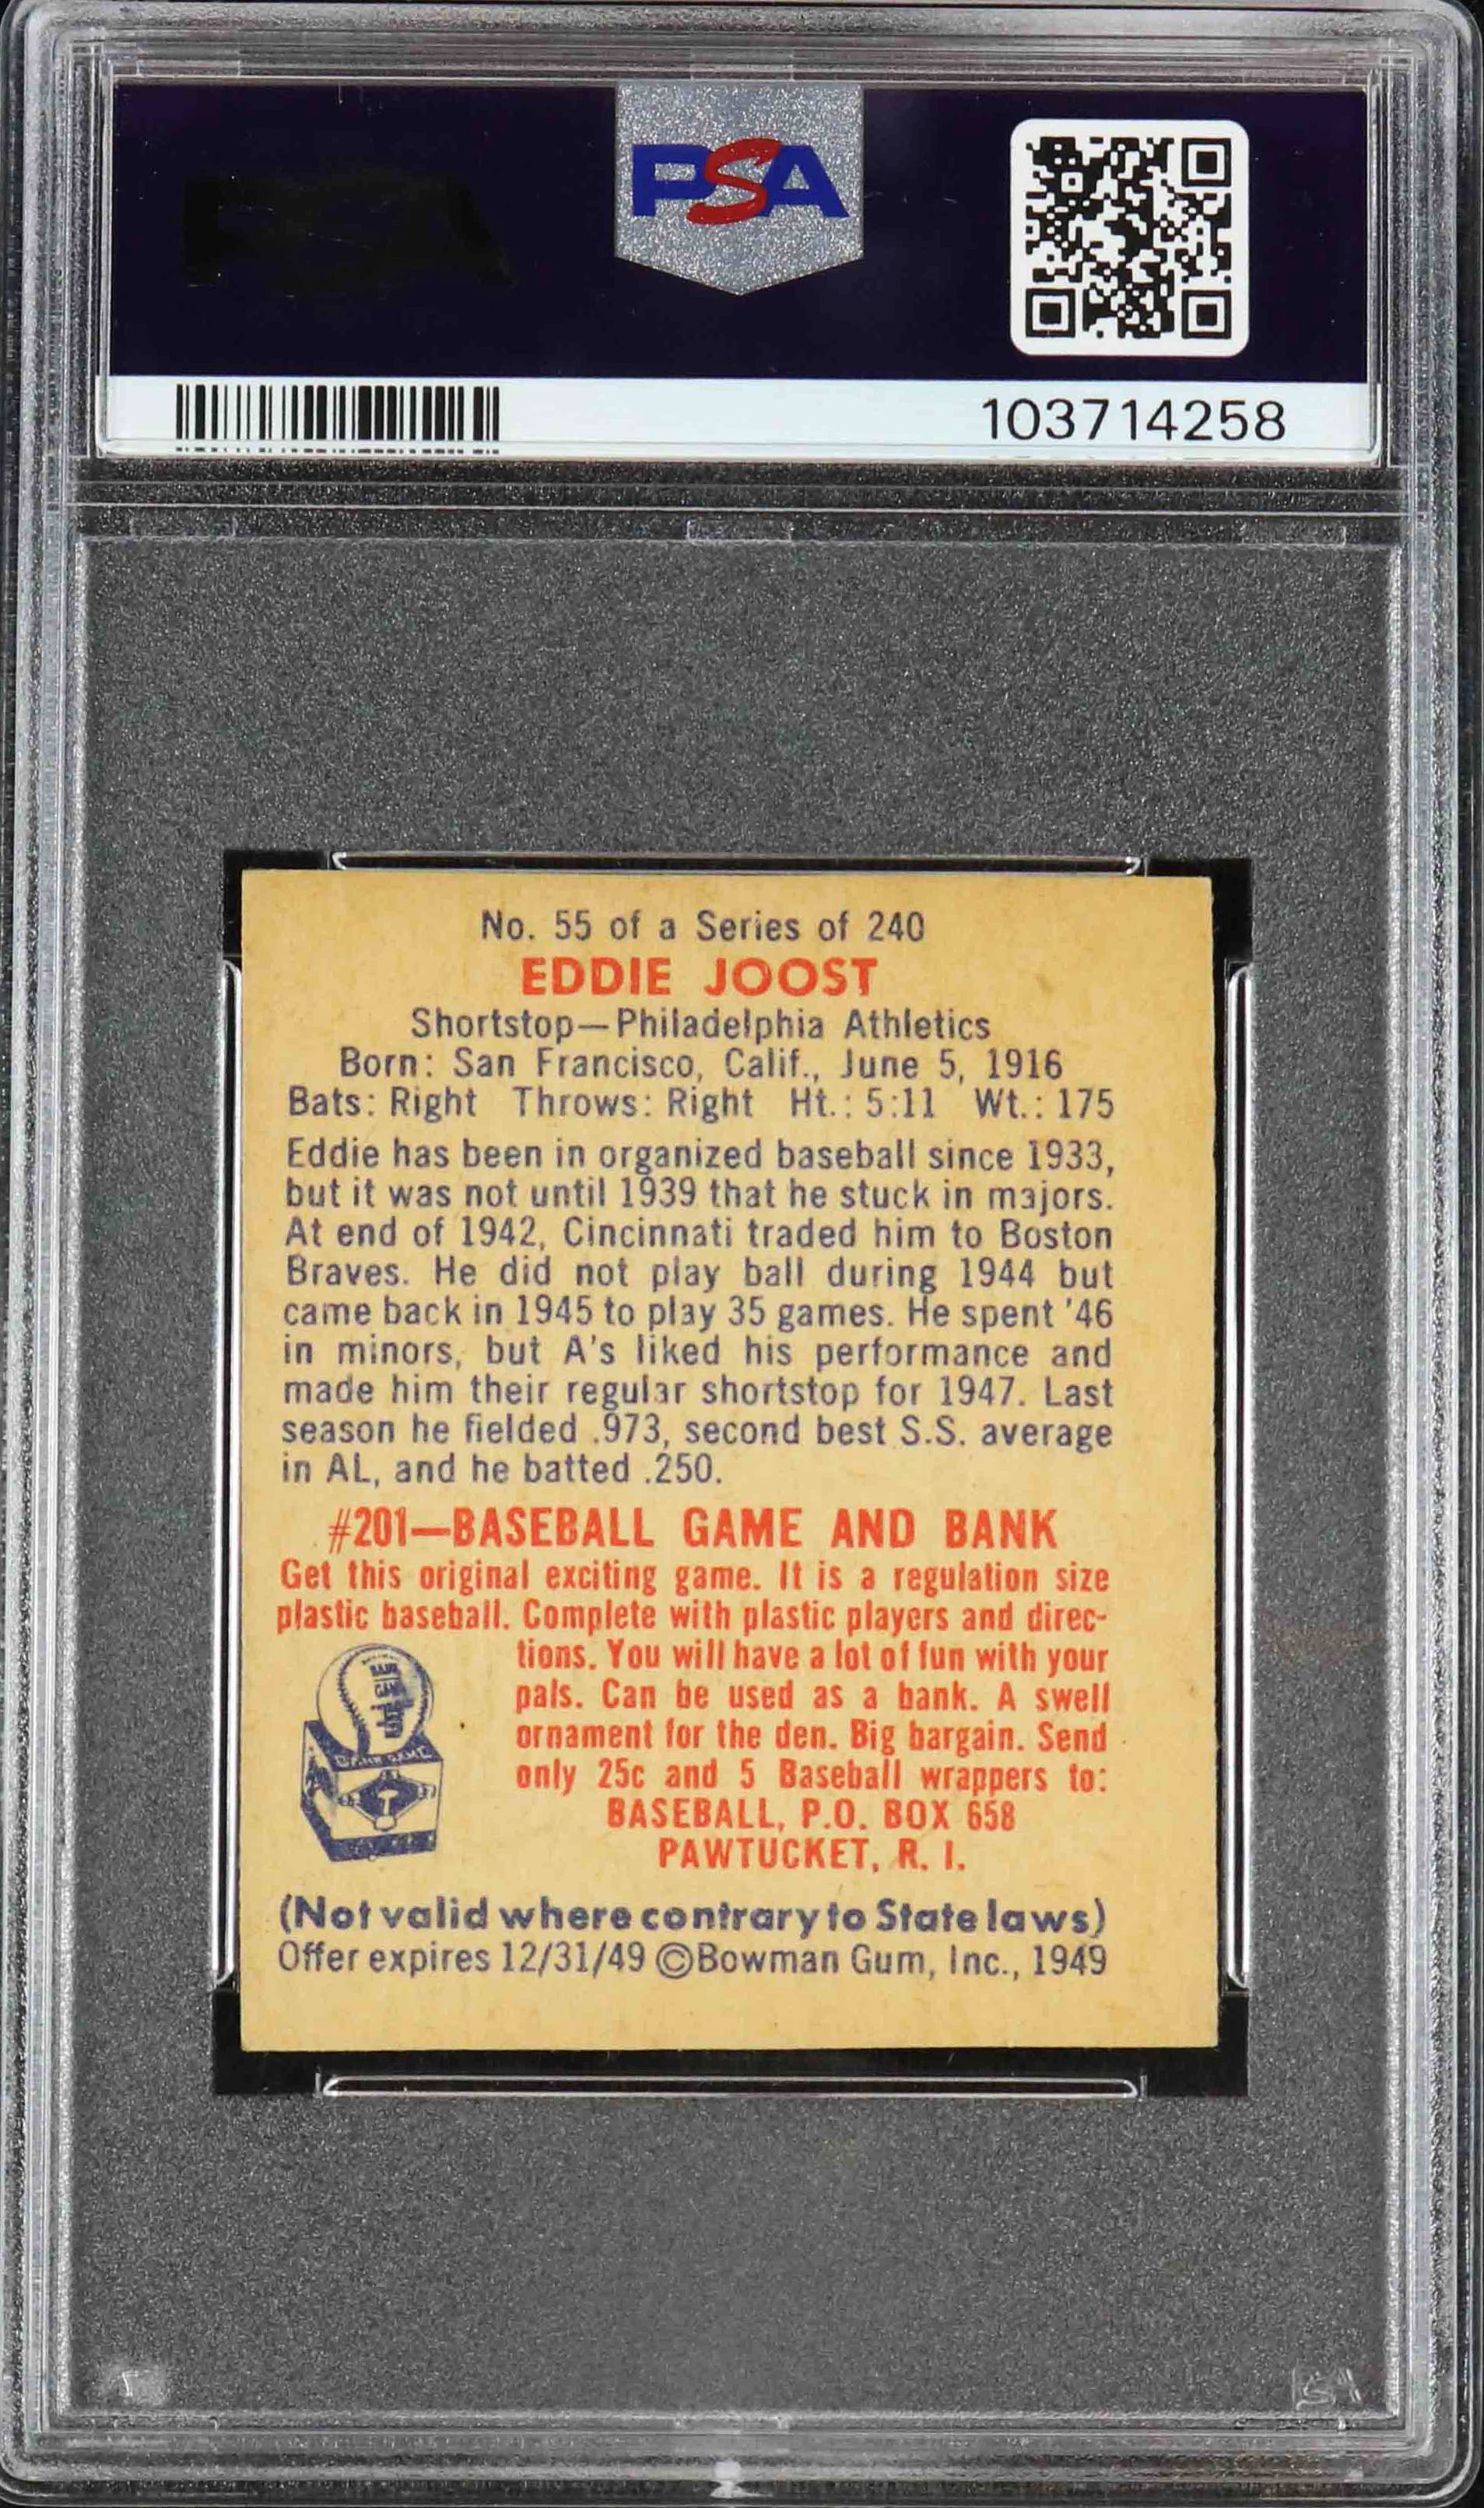 PSA
103714258
No. 55 of a Series of 240
EDDIE JOOST
Shortstop—Philadelphia Athletics
Born: San Francisco, Calif., June 5, 1916
Bats: Right Throws: Right Ht.: 5:11 Wt.: 175
Eddie has been in organized baseball since 1933,
but it was not until 1939 that he stuck in majors.
At end of 1942, Cincinnati traded him to Boston
Braves. He did not play ball during 1944 but
came back in 1945 to play 35 games. He spent '46
in minors, but A's liked his performance and
made him their regular shortstop for 1947. Last
season he fielded .973, second best S.S. average
in AL, and he batted .250.
#201—BASEBALL GAME AND BANK
Get this original exciting game. It is a regulation size
plastic baseball. Complete with plastic players and direc-
tions. You will have a lot of fun with your
pals. Can be used as a bank. A swell
ornament for the den. Big bargain. Send
only 25c and 5 Baseball wrappers to:
BASEBALL, P.O. BOX 658
PAWTUCKET, R. I.
(Not valid where contrary to State laws)
Offer expires 12/31/49 ©Bowman Gum, Inc., 1949